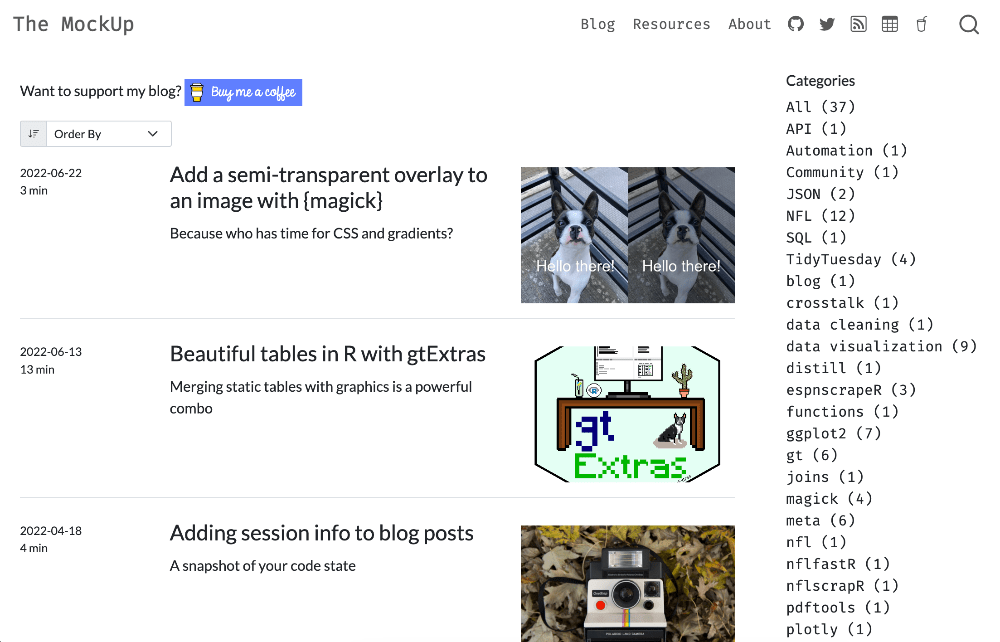 The MockUp
Blog Resources About
Want to support my blog? Buy me a coffee
Order By
2022-06-22
3 min
Add a semi-transparent overlay to
an image with {magick}
Because who has time for CSS and gradients?
Hello there! Hello there!
2022-06-13
13 min
Beautiful tables in R with gtExtras
Merging static tables with graphics is a powerful
combo
gt
Extras
2022-04-18
4 min
Adding session info to blog posts
A snapshot of your code state
Categories
All (37)
API (1)
Automation (1)
Community (1)
JSON (2)
NFL (12)
SQL (1)
TidyTuesday (4)
blog (1)
crosstalk (1)
data cleaning (1)
data visualization (9)
distill (1)
espnscrapeR (3)
functions (1)
ggplot2 (7)
gt (6)
joins (1)
magick (4)
meta (6)
nfl (1)
nflfastR (1)
nflscrapR (1)
pdftools (1)
plotly (1)